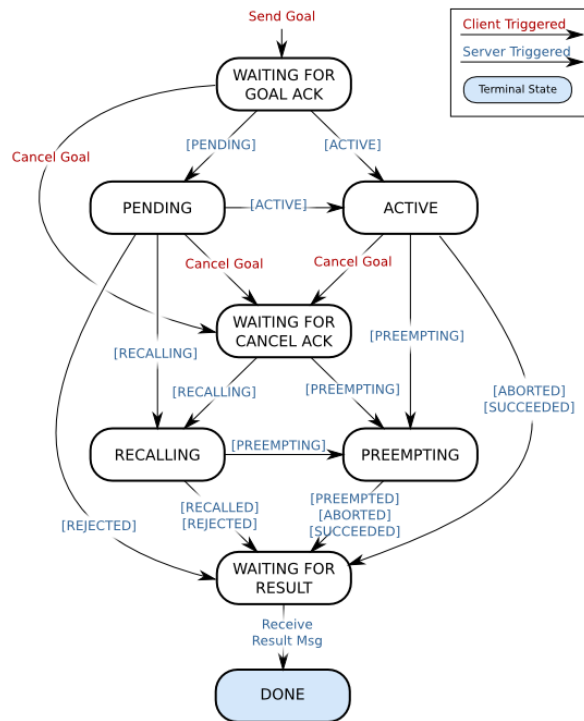 Send Goal
Client Triggered
Server Triggered
Terminal State
WAITING FOR
GOAL ACK
[PENDING]
[ACTIVE]
Cancel Goal
PENDING
[ACTIVE]
ACTIVE
Cancel Goal
Cancel Goal
WAITING FOR
CANCEL ACK
[RECALLING]
[PREEMPTING]
[RECALLING]
[PREEMPTING]
[ABORTED]
[SUCCEEDED]
RECALLING
[PREEMPTING]
PREEMPTING
[REJECTED]
[RECALLED]
[REJECTED]
[PREEMPTED]
[ABORTED]
[SUCCEEDED]
WAITING FOR
RESULT
Receive
Result Msg
DONE